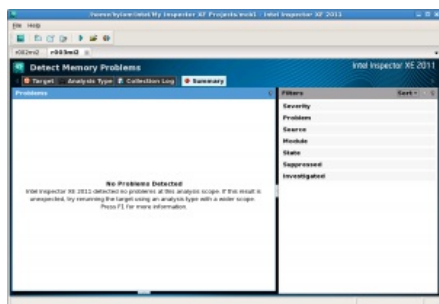 File Help
r002mi2 r003mi2
Detect Memory Problems
Intel Inspector XE 2011
Target Analysis Type Collection Log Summary
Problems
Filters Sort
Severity
Problem
Source
Module
State
Suppressed
Investigated
No Problems Detected
Intel Inspector XE 2011 detected no problems at this analysis scope. If this result is
unexpected, try rerunning the target using an analysis type with a wider scope.
Press F1 for more information.